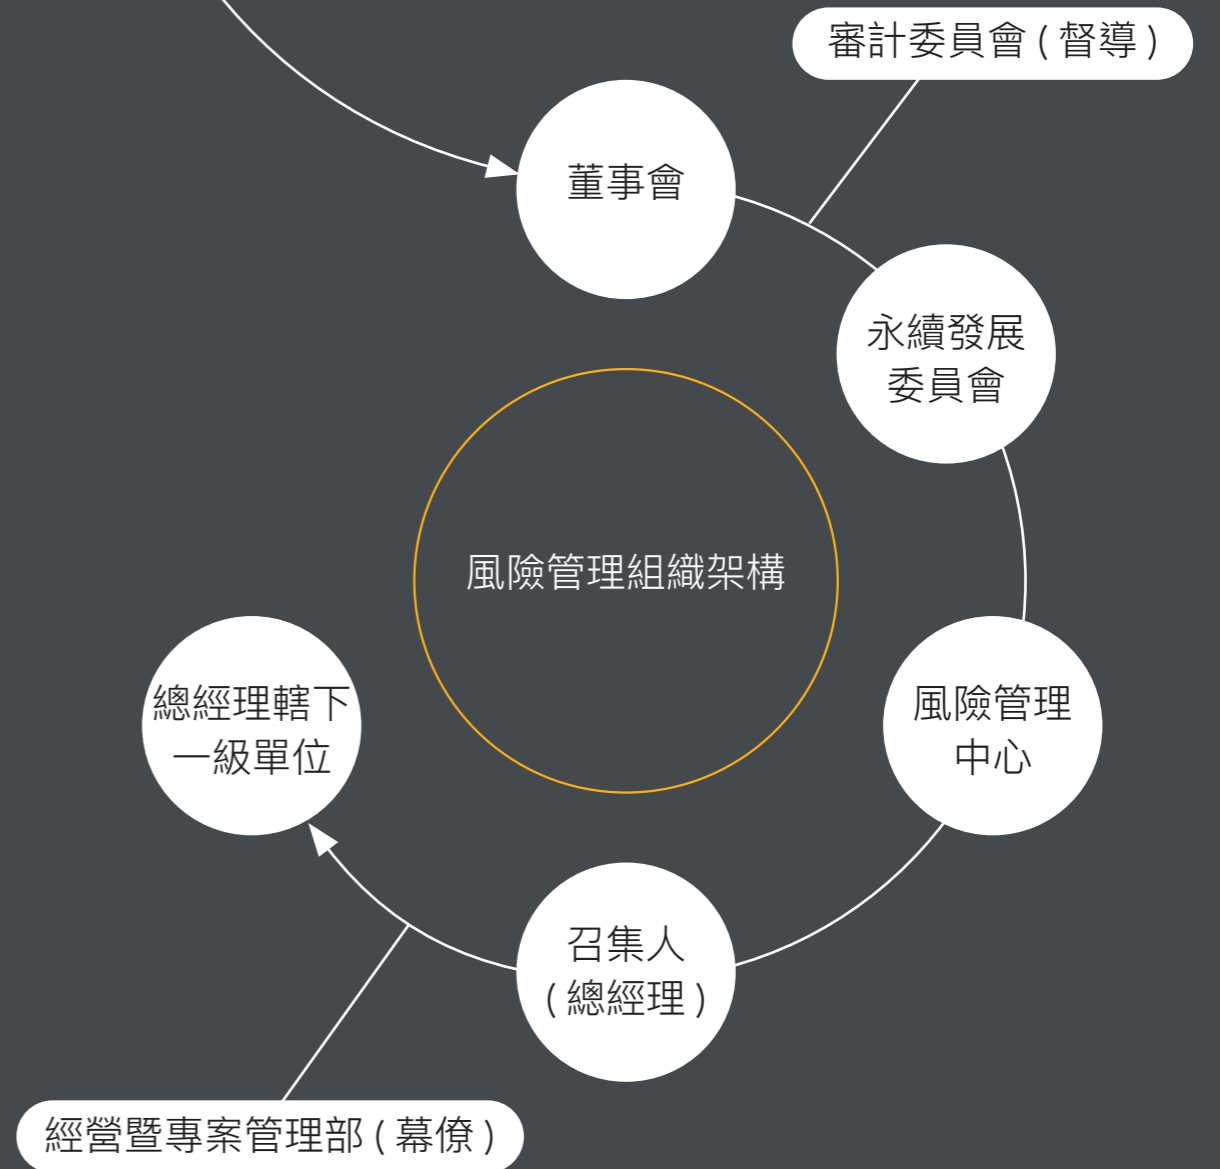 審計委員會 ( 督導 )
董事會
永續發展
委員會
風險管理組織架構
總經理轄下
一級單位
風險管理
中心
召集人
( 總經理 )
經營暨專案管理部 ( 幕僚 )